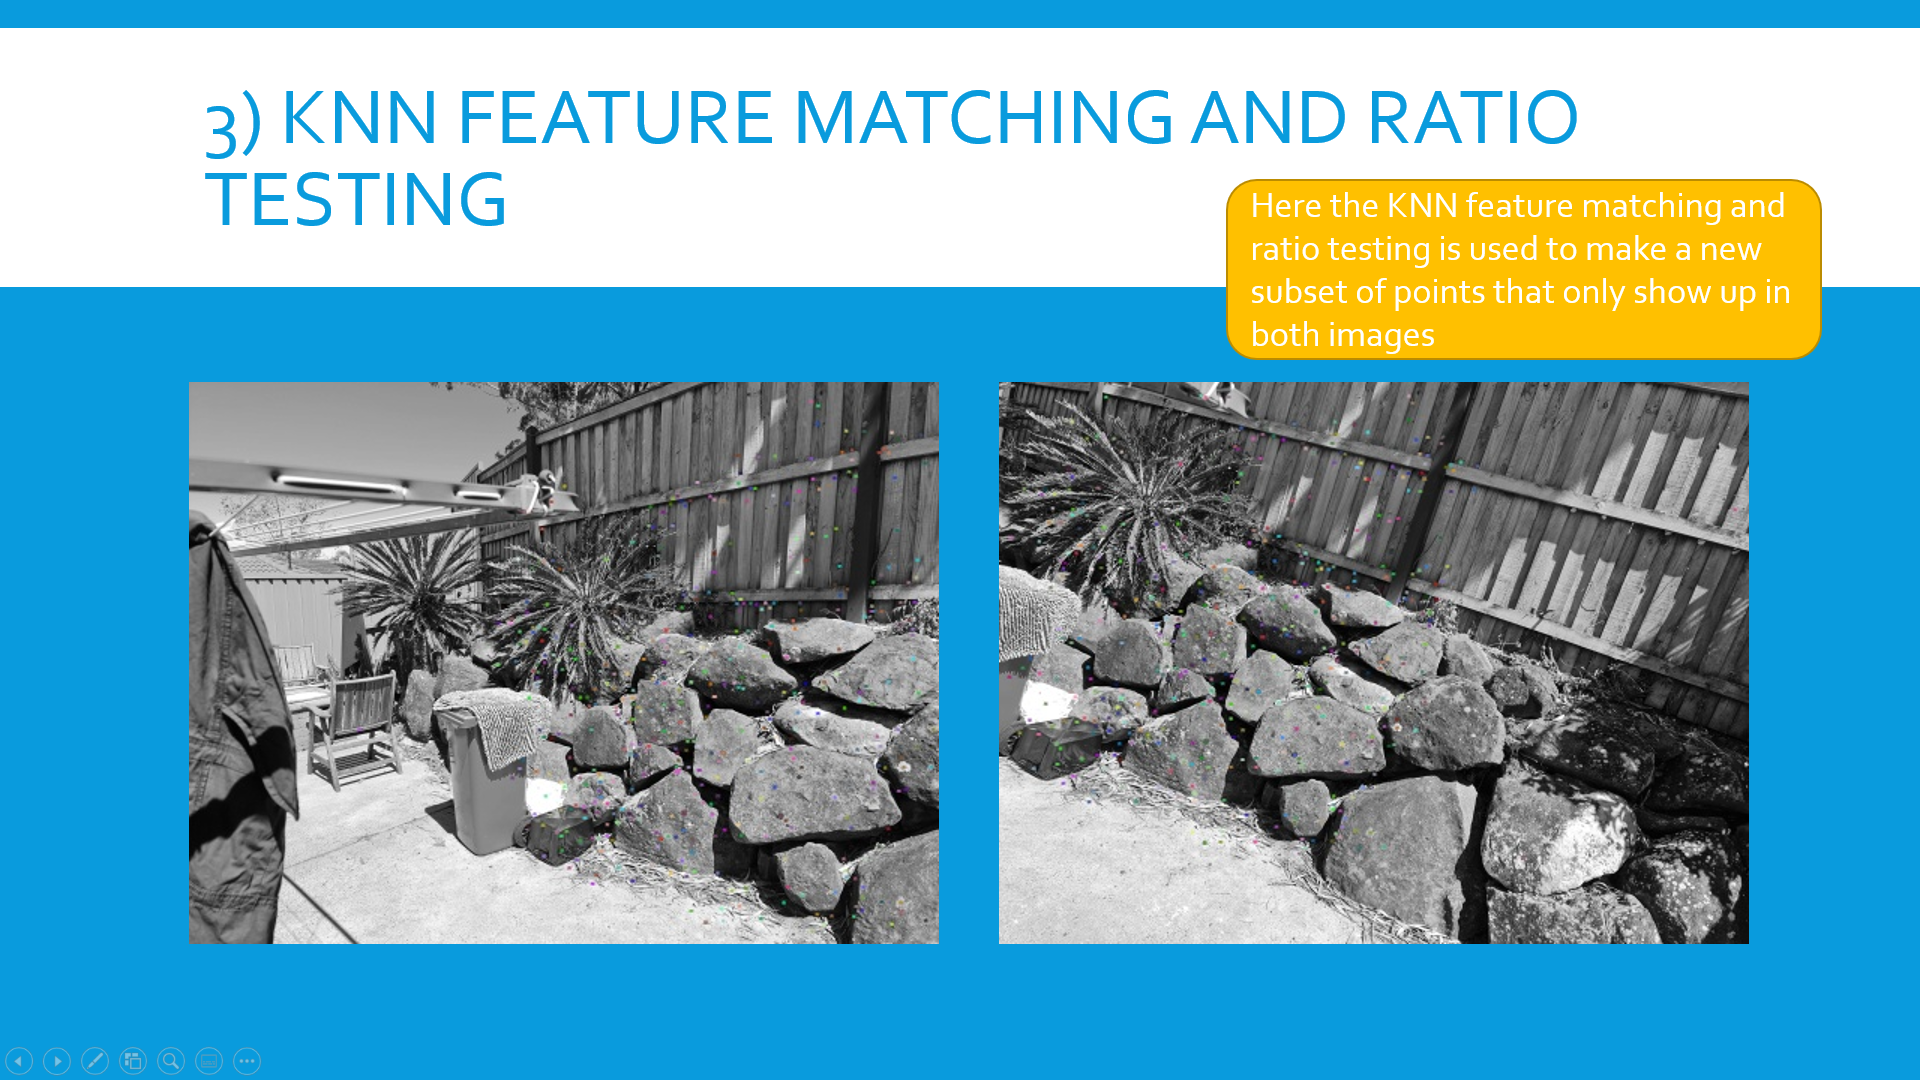 3) KNN FEATURE MATCHING AND RATIO
TESTING
Here the KNN feature matching and
ratio testing is used to make a new
subset of points that only show up in
both images